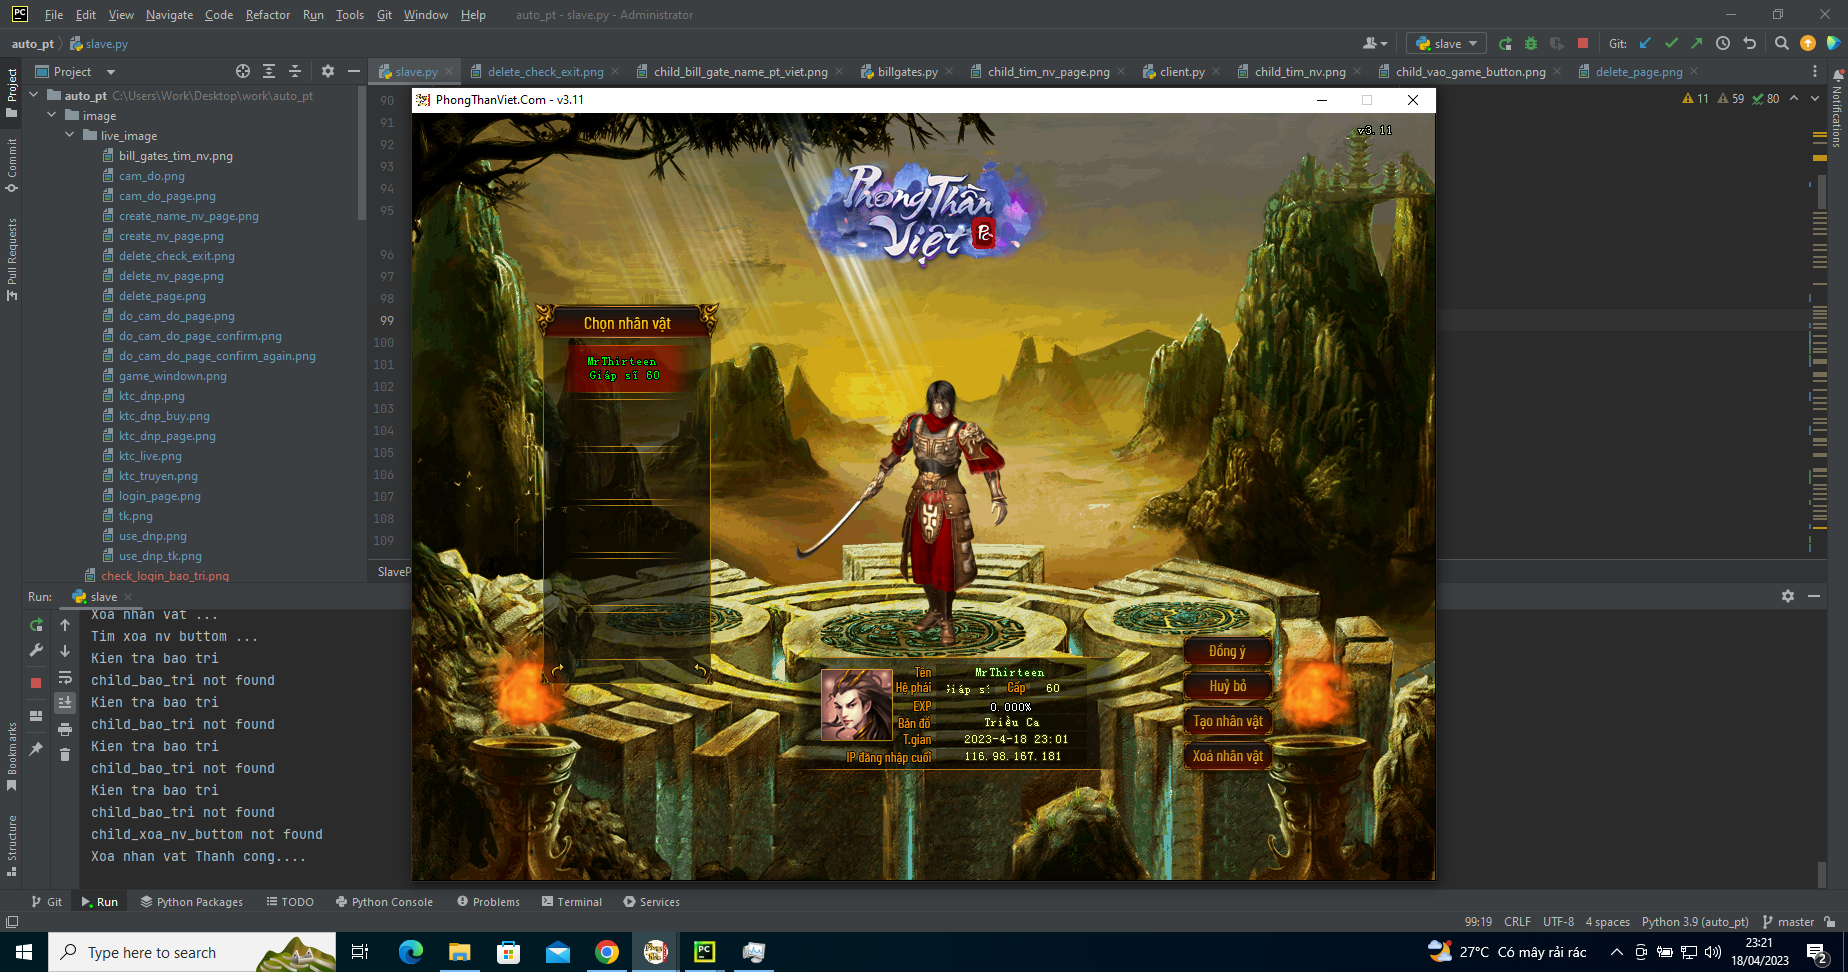 PC File Edit View Navigate Code Refactor Run Tools Git Window Help auto_pt - slave.py - Administrator
auto_pt slave.py
slave Git:
Project
slave.py delete_check_exit.png child_bill_gate_name_pt_viet.png billgates.py child_tim_nv_page.png client.py child_tim_nv.png child_vao_game_button.png delete_page.png
auto_pt C:\Users\Work\Desktop\work\auto_pt
image
live_image
bill_gates_tim_nv.png
cam_do.png
cam_do_page.png
create_name_nv_page.png
create_nv_page.png
delete_check_exit.png
delete_nv_page.png
delete_page.png
do_cam_do_page.png
do_cam_do_page_confirm.png
do_cam_do_page_confirm_again.png
game_windown.png
ktc_dnp.png
ktc_dnp_buy.png
ktc_dnp_page.png
ktc_live.png
ktc_truyen.png
login_page.png
tk.png
use_dnp.png
use_dnp_tk.png
check_login_bao_tri.png
Project
Commit
Pull Requests
Bookmarks
Structure
90
91
92
93
94
95
96
97
98
99
100
101
102
103
104
105
106
107
108
109
SlaveP
11 59 80
Notifications
PhongThanViet.Com - v3.11
v3.11
Phong Thần
Việt PC
Chọn nhân vật
MrThirteen
Giáp sĩ 60
Tên MrThirteen
Hệ phái Giáp sĩ Cấp 60
EXP 0.000%
Bản đồ Triều Ca
T.gian 2023-4-18 23:01
IP đăng nhập cuối 116.98.167.181
Đồng ý
Huỷ bỏ
Tạo nhân vật
Xoá nhân vật
Run: slave
Xoa nhan vat ...
Tim xoa nv buttom ...
Kien tra bao tri
child_bao_tri not found
Kien tra bao tri
child_bao_tri not found
Kien tra bao tri
child_bao_tri not found
Kien tra bao tri
child_bao_tri not found
child_xoa_nv_buttom not found
Xoa nhan vat Thanh cong....
Git Run Python Packages TODO Python Console Problems Terminal Services
99:19 CRLF UTF-8 4 spaces Python 3.9 (auto_pt) master
Type here to search
PC
27°C Có mây rải rác
23:21
18/04/2023
2